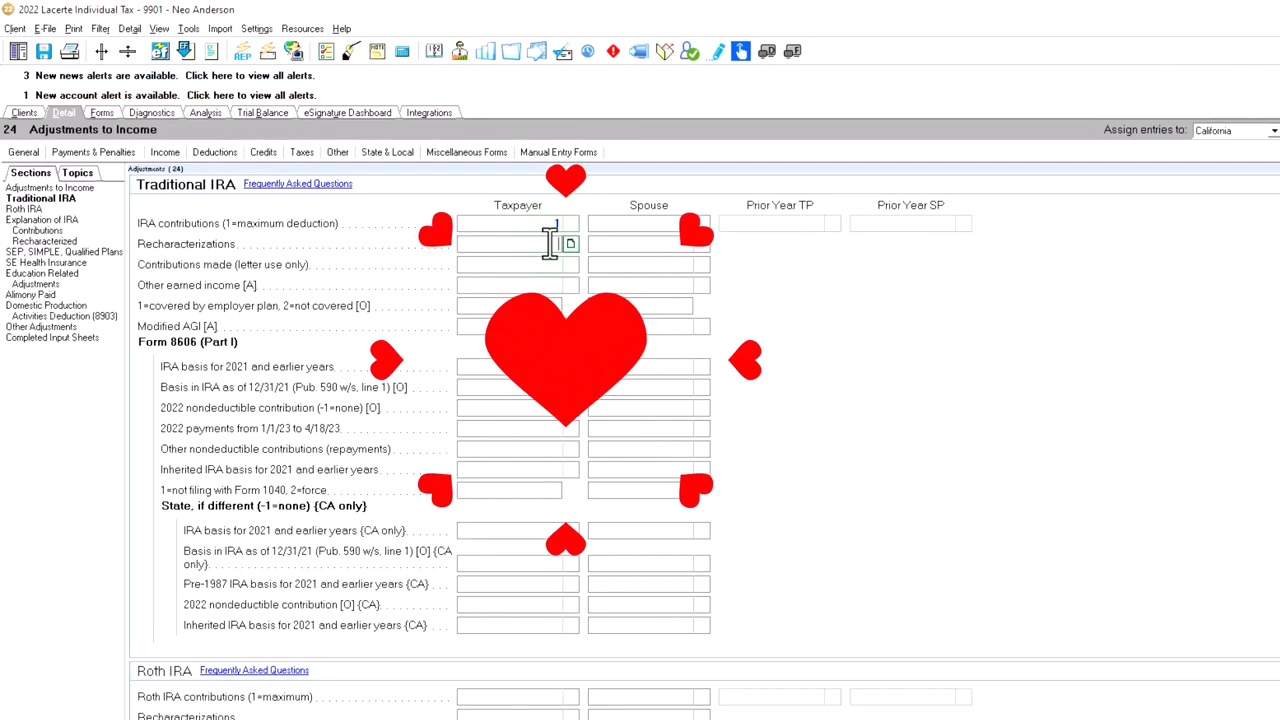 2022 Lacerte Individual Tax - 9901 - Neo Anderson
Client E-File Print Filter Detail View Tools Import Settings Resources Help
3 New news alerts are available. Click here to view all alerts.
1 New account alert is available. Click here to view all alerts.
Clients Detail Forms Diagnostics Analysis Trial Balance eSignature Dashboard Integrations
24 Adjustments to Income Assign entries to: California
General Payments & Penalties Income Deductions Credits Taxes Other State & Local Miscellaneous Forms Manual Entry Forms
Sections Topics
Adjustments to Income
Traditional IRA
Roth IRA
Explanation of IRA
Contributions
Recharacterized
SEP, SIMPLE, Qualified Plans
SE Health Insurance
Education Related
Adjustments
Alimony Paid
Domestic Production
Activities Deduction (8903)
Other Adjustments
Completed Input Sheets
Adjustments (24)
Traditional IRA Frequently Asked Questions
Taxpayer Spouse Prior Year TP Prior Year SP
IRA contributions (1=maximum deduction) 1
Recharacterizations
Contributions made (letter use only)
Other earned income [A]
1=covered by employer plan, 2=not covered [O]
Modified AGI [A]
Form 8606 (Part I)
IRA basis for 2021 and earlier years
Basis in IRA as of 12/31/21 (Pub. 590 w/s, line 1) [O]
2022 nondeductible contribution (-1=none) [O]
2022 payments from 1/1/23 to 4/18/23
Other nondeductible contributions (repayments)
Inherited IRA basis for 2021 and earlier years
1=not filing with Form 1040, 2=force
State, if different (-1=none) {CA only}
IRA basis for 2021 and earlier years {CA only}
Basis in IRA as of 12/31/21 (Pub. 590 w/s, line 1) [O] {CA
only}
Pre-1987 IRA basis for 2021 and earlier years {CA}
2022 nondeductible contribution [O] {CA}
Inherited IRA basis for 2021 and earlier years {CA}
Roth IRA Frequently Asked Questions
Roth IRA contributions (1=maximum)
Recharacterizations